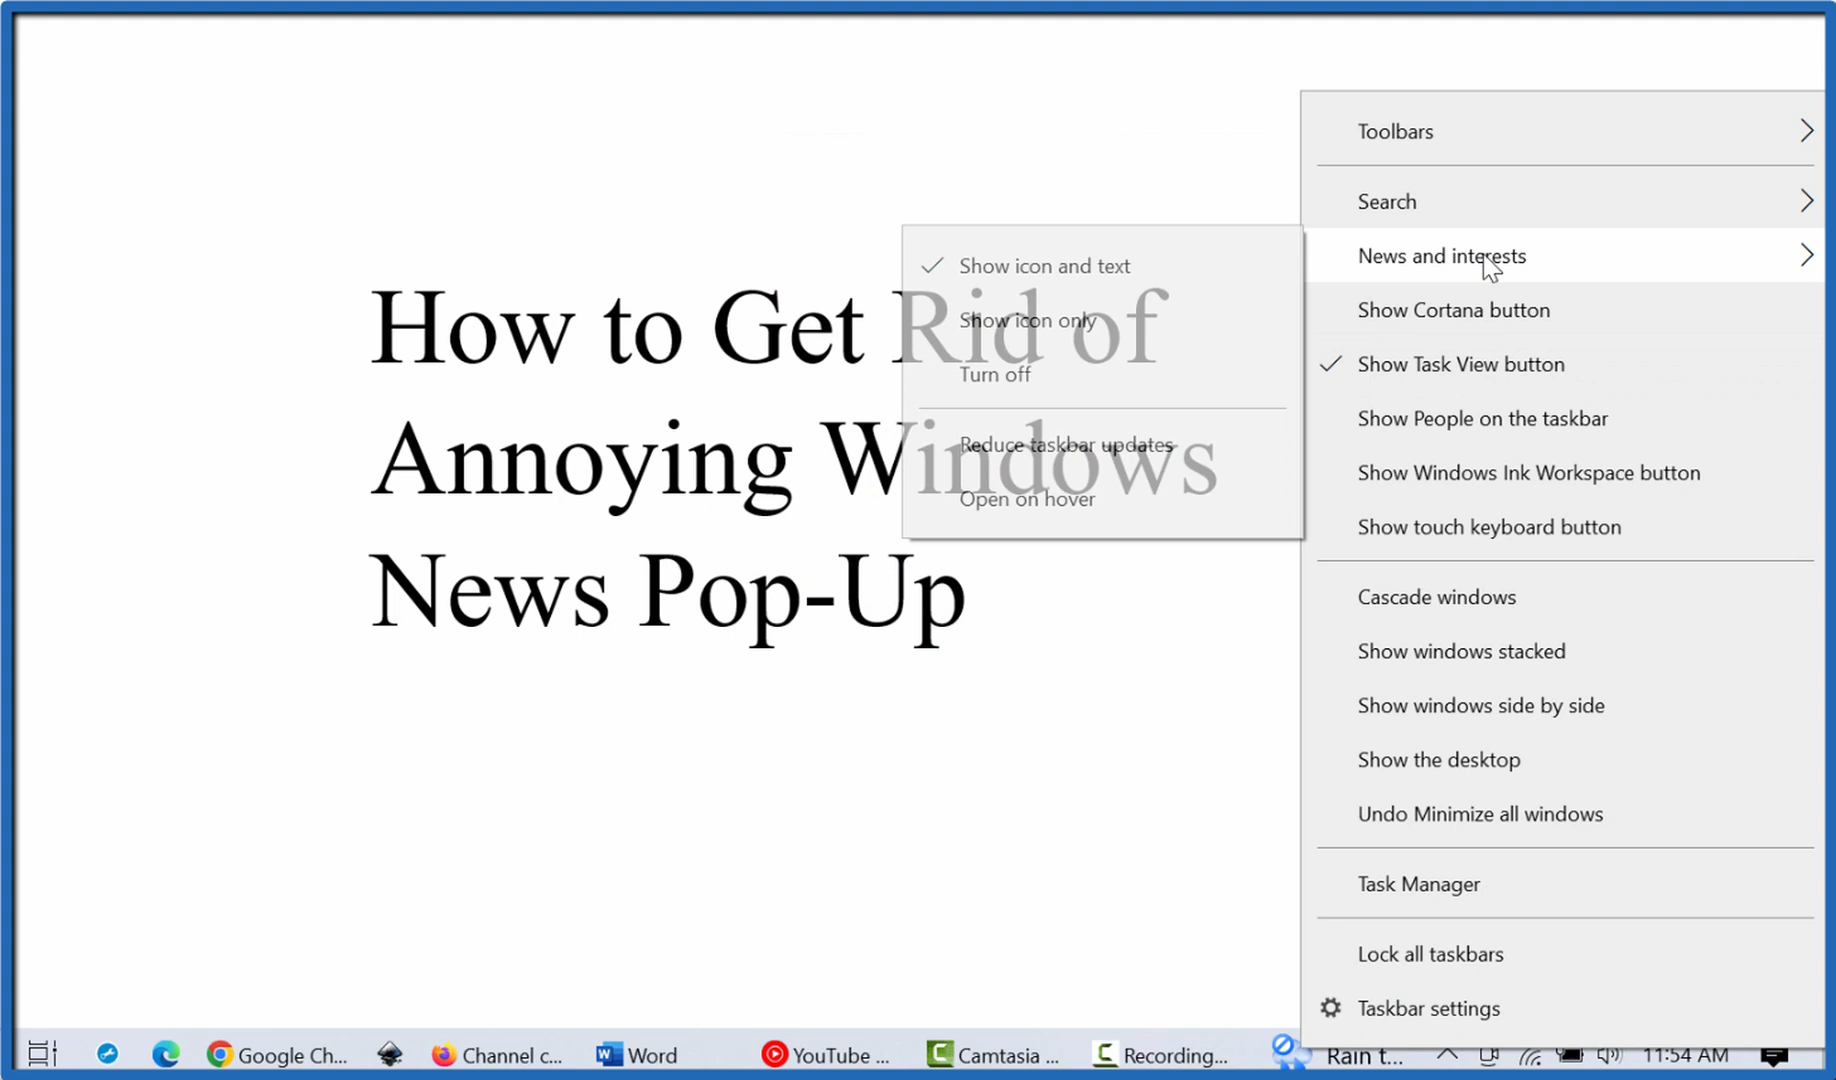 How to Get Rid of
Annoying Windows
News Pop-Up
Show icon and text
Show icon only
Turn off
Reduce taskbar updates
Open on hover
Toolbars
Search
News and interests
Show Cortana button
Show Task View button
Show People on the taskbar
Show Windows Ink Workspace button
Show touch keyboard button
Cascade windows
Show windows stacked
Show windows side by side
Show the desktop
Undo Minimize all windows
Task Manager
Lock all taskbars
Taskbar settings
Google Ch... Channel c... Word YouTube ... Camtasia ... Recording... Rain t... 11:54 AM